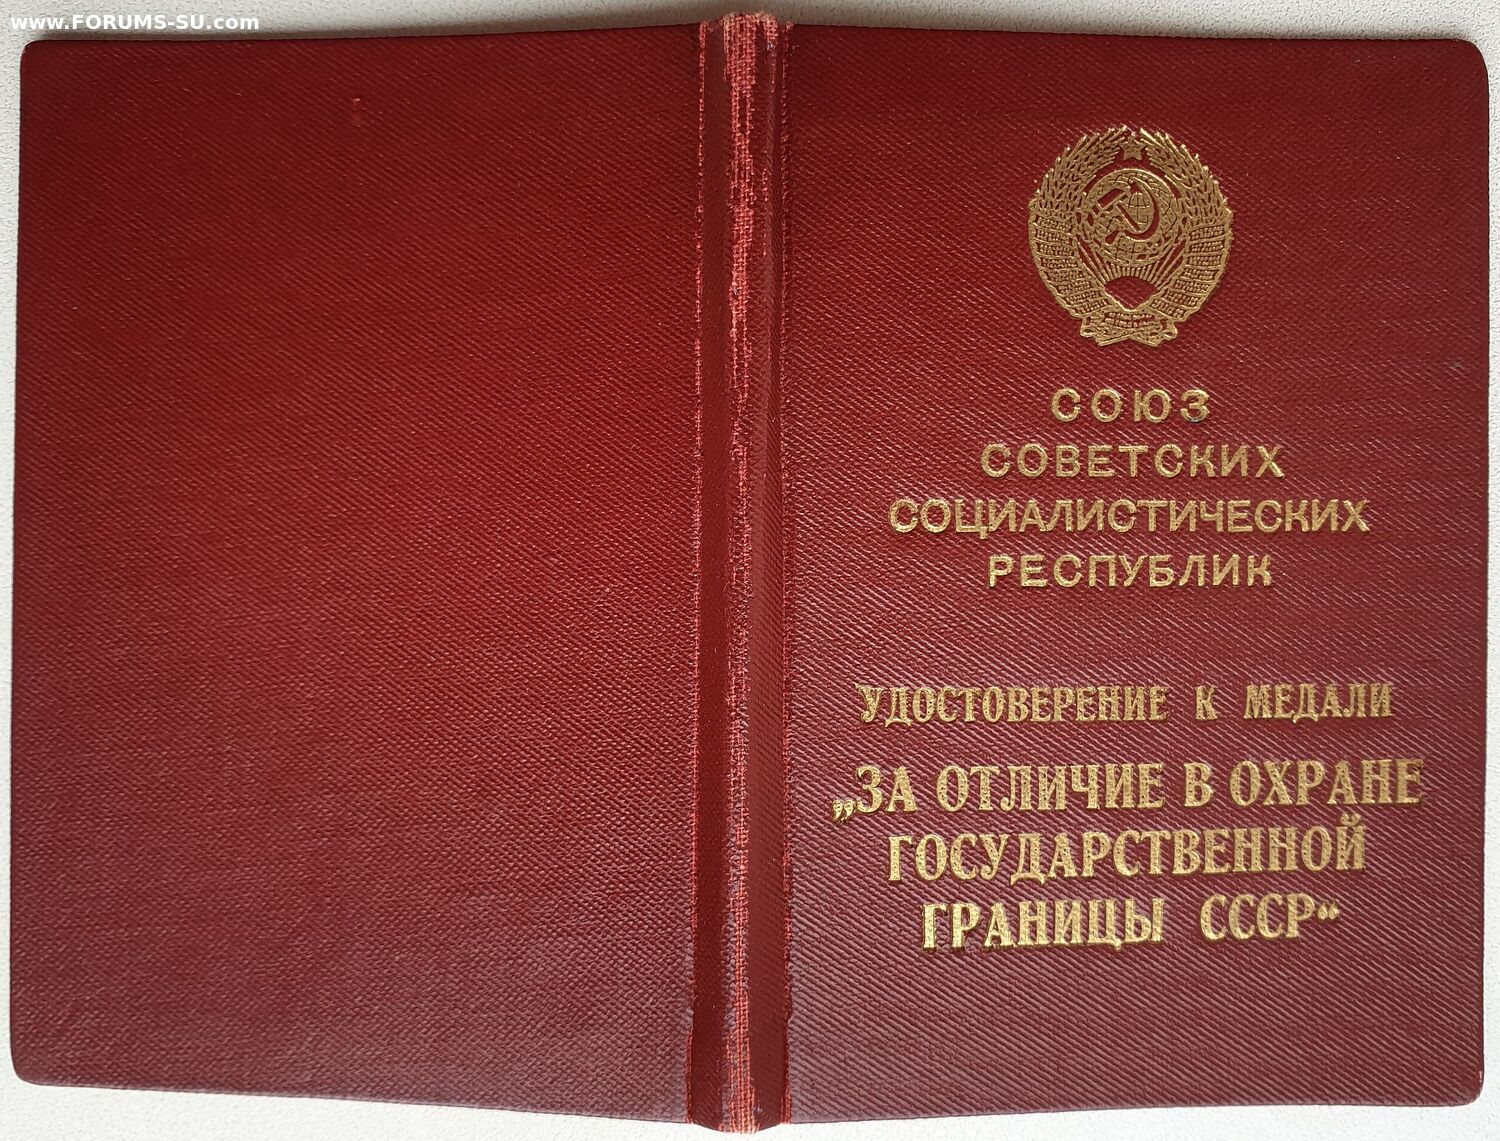 www.FORUMS-SU.com
СОЮЗ
СОВЕТСКИХ
СОЦИАЛИСТИЧЕСКИХ
РЕСПУБЛИК
УДОСТОВЕРЕНИЕ К МЕДАЛИ
„ЗА ОТЛИЧИЕ В ОХРАНЕ
ГОСУДАРСТВЕННОЙ
ГРАНИЦЫ СССР“